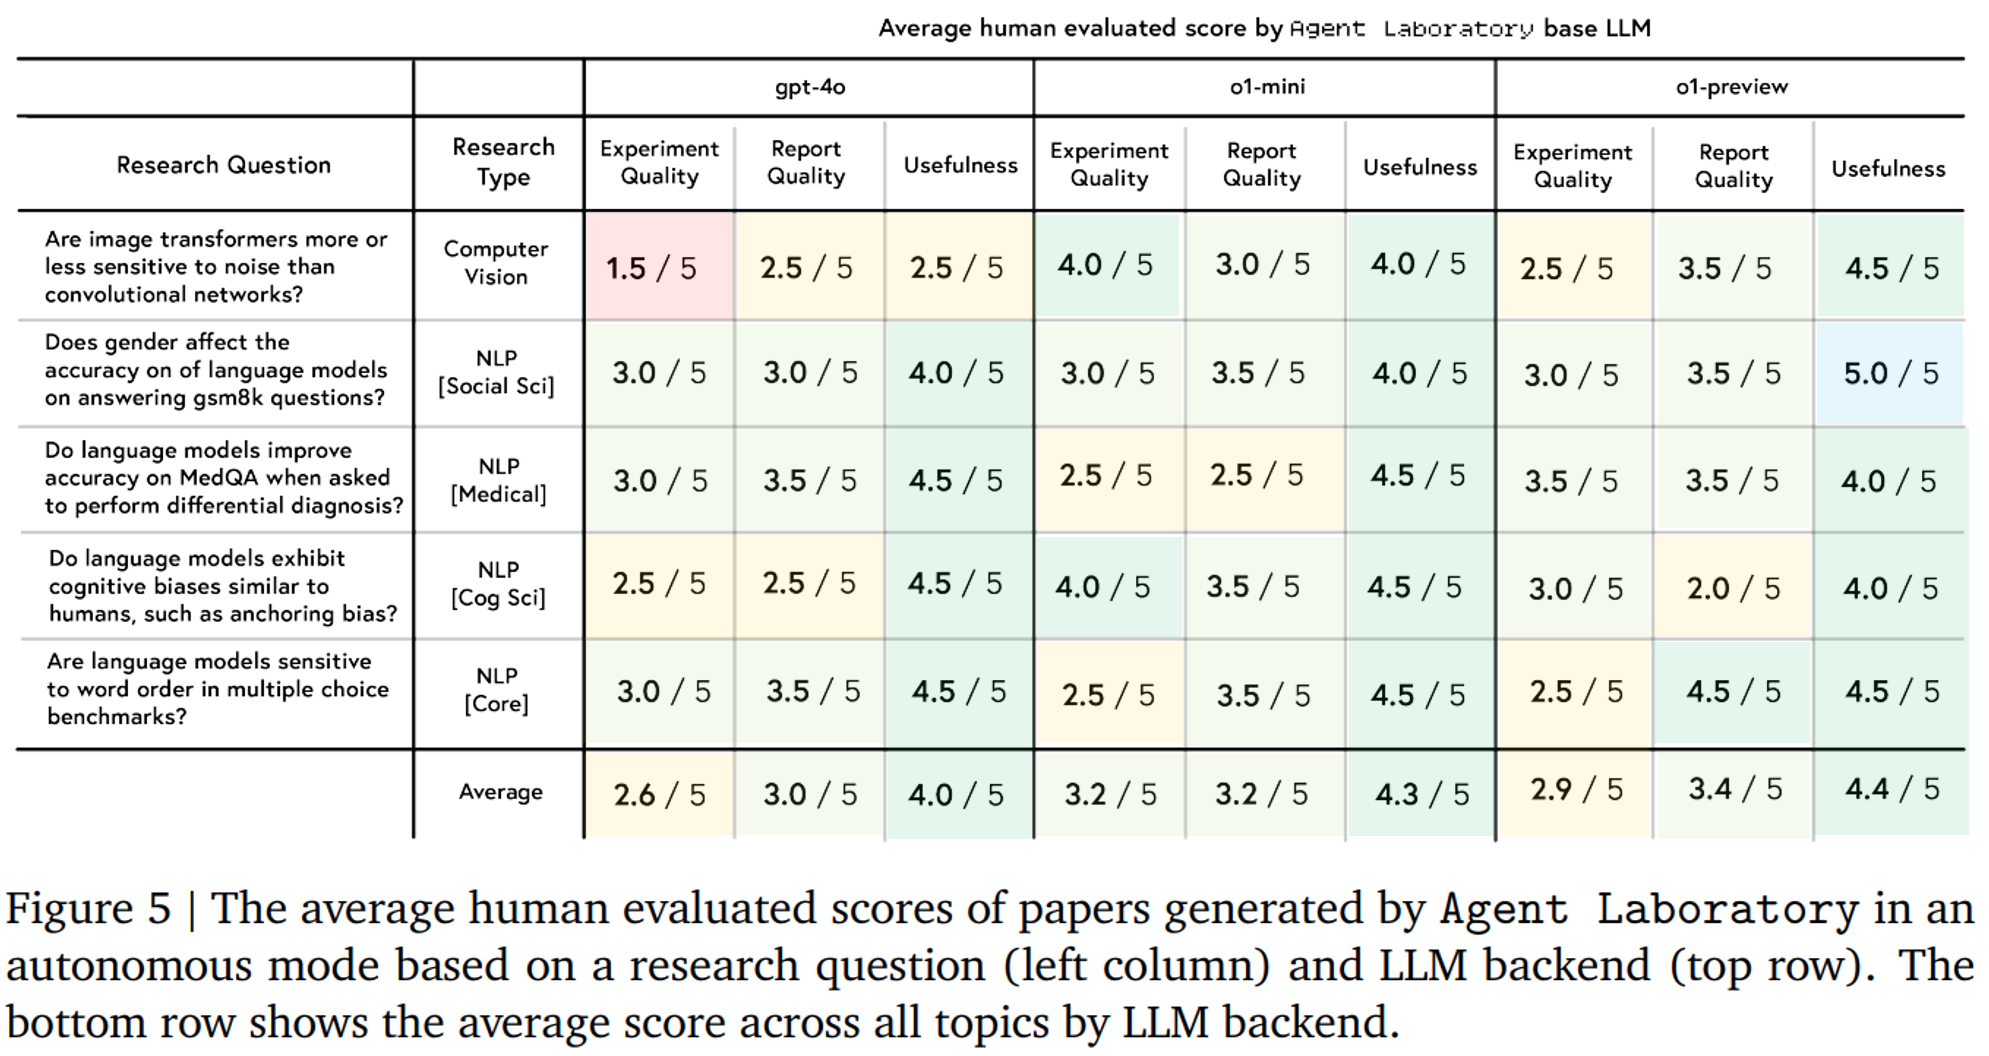 Average human evaluated score by Agent Laboratory base LLM
gpt-4o o1-mini o1-preview
Research Question Research Type Experiment Quality Report Quality Usefulness Experiment Quality Report Quality Usefulness Experiment Quality Report Quality Usefulness
Are image transformers more or
less sensitive to noise than
convolutional networks?
Computer
Vision
1.5 / 5 2.5 / 5 2.5 / 5 4.0 / 5 3.0 / 5 4.0 / 5 2.5 / 5 3.5 / 5 4.5 / 5
Does gender affect the
accuracy on of language models
on answering gsm8k questions?
NLP
[Social Sci]
3.0 / 5 3.0 / 5 4.0 / 5 3.0 / 5 3.5 / 5 4.0 / 5 3.0 / 5 3.5 / 5 5.0 / 5
Do language models improve
accuracy on MedQA when asked
to perform differential diagnosis?
NLP
[Medical]
3.0 / 5 3.5 / 5 4.5 / 5 2.5 / 5 2.5 / 5 4.5 / 5 3.5 / 5 3.5 / 5 4.0 / 5
Do language models exhibit
cognitive biases similar to
humans, such as anchoring bias?
NLP
[Cog Sci]
2.5 / 5 2.5 / 5 4.5 / 5 4.0 / 5 3.5 / 5 4.5 / 5 3.0 / 5 2.0 / 5 4.0 / 5
Are language models sensitive
to word order in multiple choice
benchmarks?
NLP
[Core]
3.0 / 5 3.5 / 5 4.5 / 5 2.5 / 5 3.5 / 5 4.5 / 5 2.5 / 5 4.5 / 5 4.5 / 5
Average 2.6 / 5 3.0 / 5 4.0 / 5 3.2 / 5 3.2 / 5 4.3 / 5 2.9 / 5 3.4 / 5 4.4 / 5
Figure 5 | The average human evaluated scores of papers generated by Agent Laboratory in an
autonomous mode based on a research question (left column) and LLM backend (top row). The
bottom row shows the average score across all topics by LLM backend.